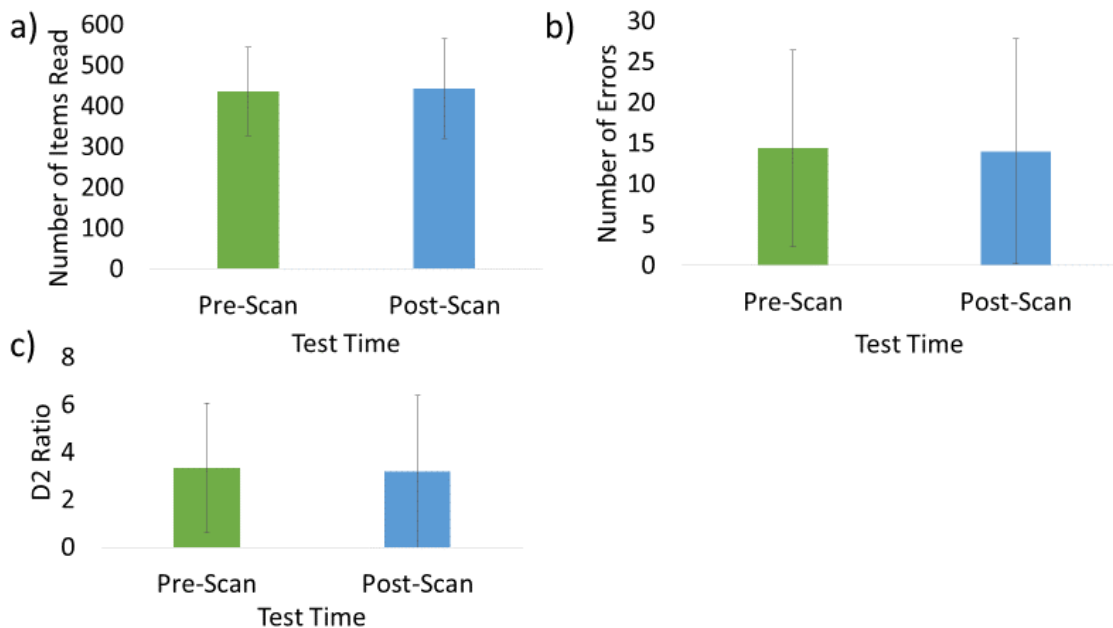 a)
Number of Items Read
600
500
400
300
200
100
0
Pre-Scan Post-Scan
Test Time
b)
Number of Errors
30
25
20
15
10
5
0
Pre-Scan Post-Scan
Test Time
c)
D2 Ratio
8
6
4
2
0
Pre-Scan Post-Scan
Test Time